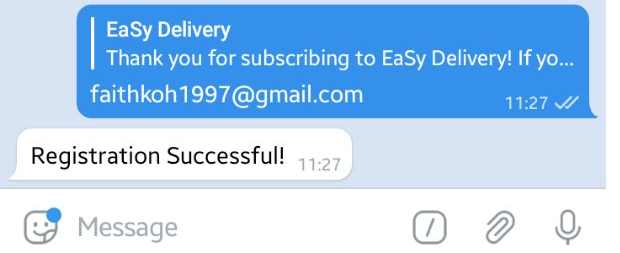 EaSy Delivery
Thank you for subscribing to EaSy Delivery! If yo...
faithkoh1997@gmail.com
11:27
Registration Successful! 11:27
Message